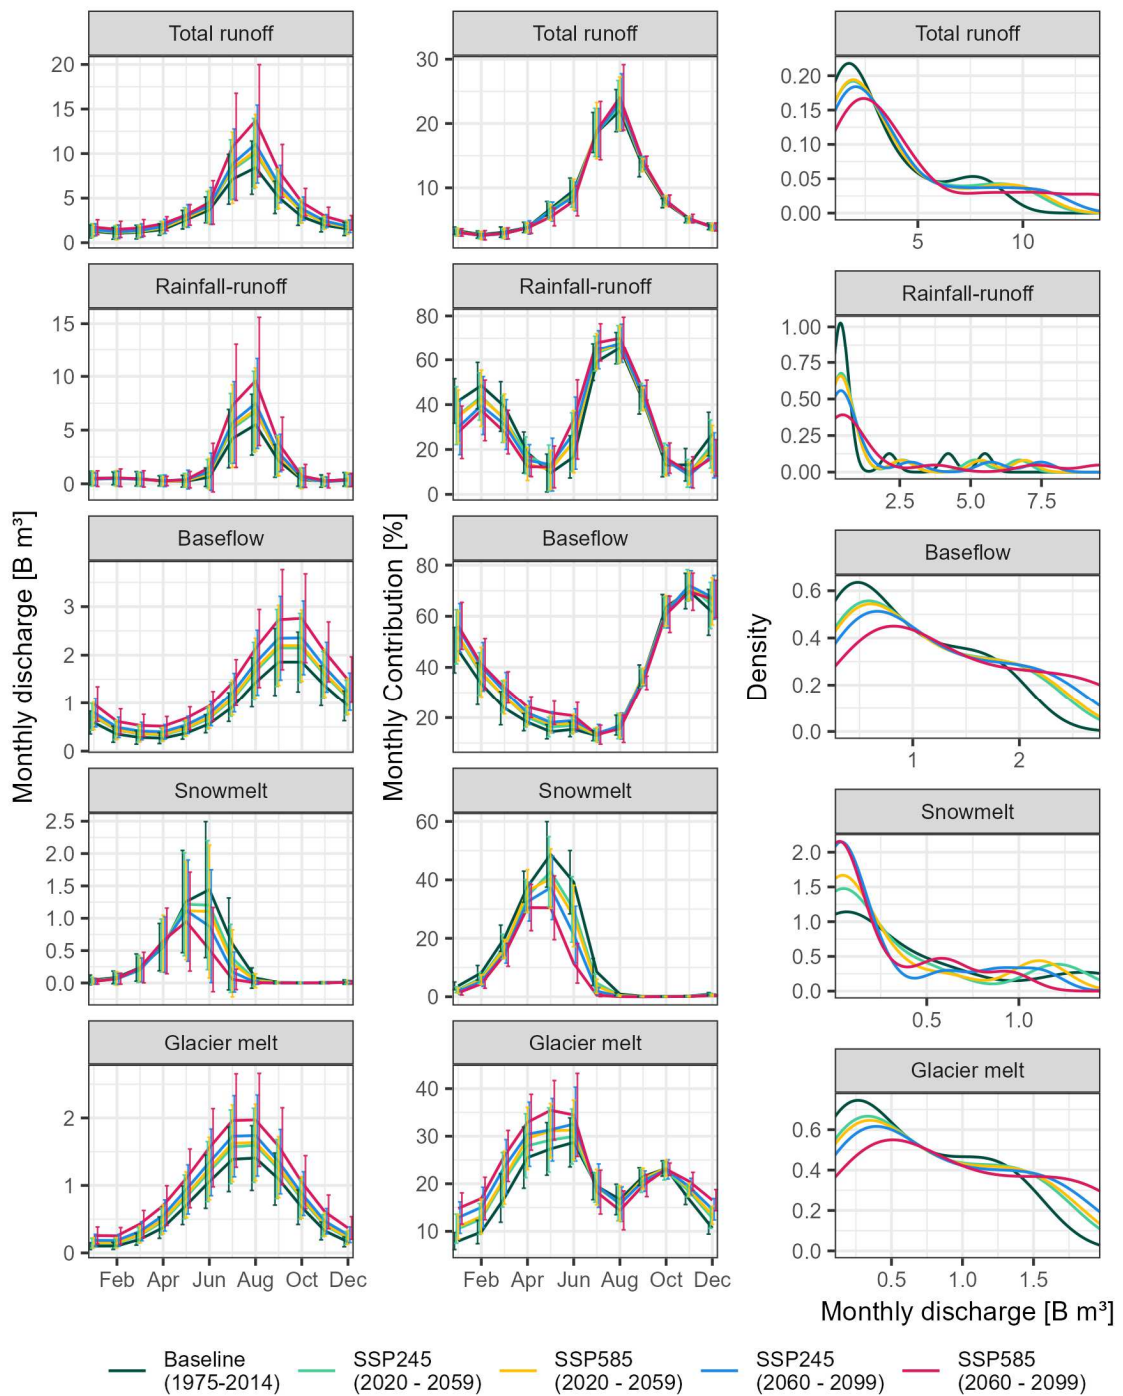 Total runoff
Total runoff
Total runoff
20
15
10
5
0
30
20
10
0.20
0.15
0.10
0.05
0.00
5
10
Rainfall-runoff
Rainfall-runoff
Rainfall-runoff
15
10
5
0
80
60
40
20
0
1.00
0.75
0.50
0.25
0.00
2.5
5.0
7.5
Baseflow
Baseflow
Baseflow
3
2
1
0
80
60
40
20
0.6
0.4
0.2
0.0
1
2
Snowmelt
Snowmelt
Snowmelt
2.5
2.0
1.5
1.0
0.5
0.0
60
40
20
0
2.0
1.5
1.0
0.5
0.0
0.5
1.0
Glacier melt
Glacier melt
Glacier melt
2
1
0
40
30
20
10
0.6
0.4
0.2
0.0
Feb
Apr
Jun
Aug
Oct
Dec
Feb
Apr
Jun
Aug
Oct
Dec
0.5
1.0
1.5
Monthly discharge [B m³]
Monthly Contribution [%]
Density
Monthly discharge [B m³]
Baseline
(1975-2014)
SSP245
(2020 - 2059)
SSP585
(2020 - 2059)
SSP245
(2060 - 2099)
SSP585
(2060 - 2099)